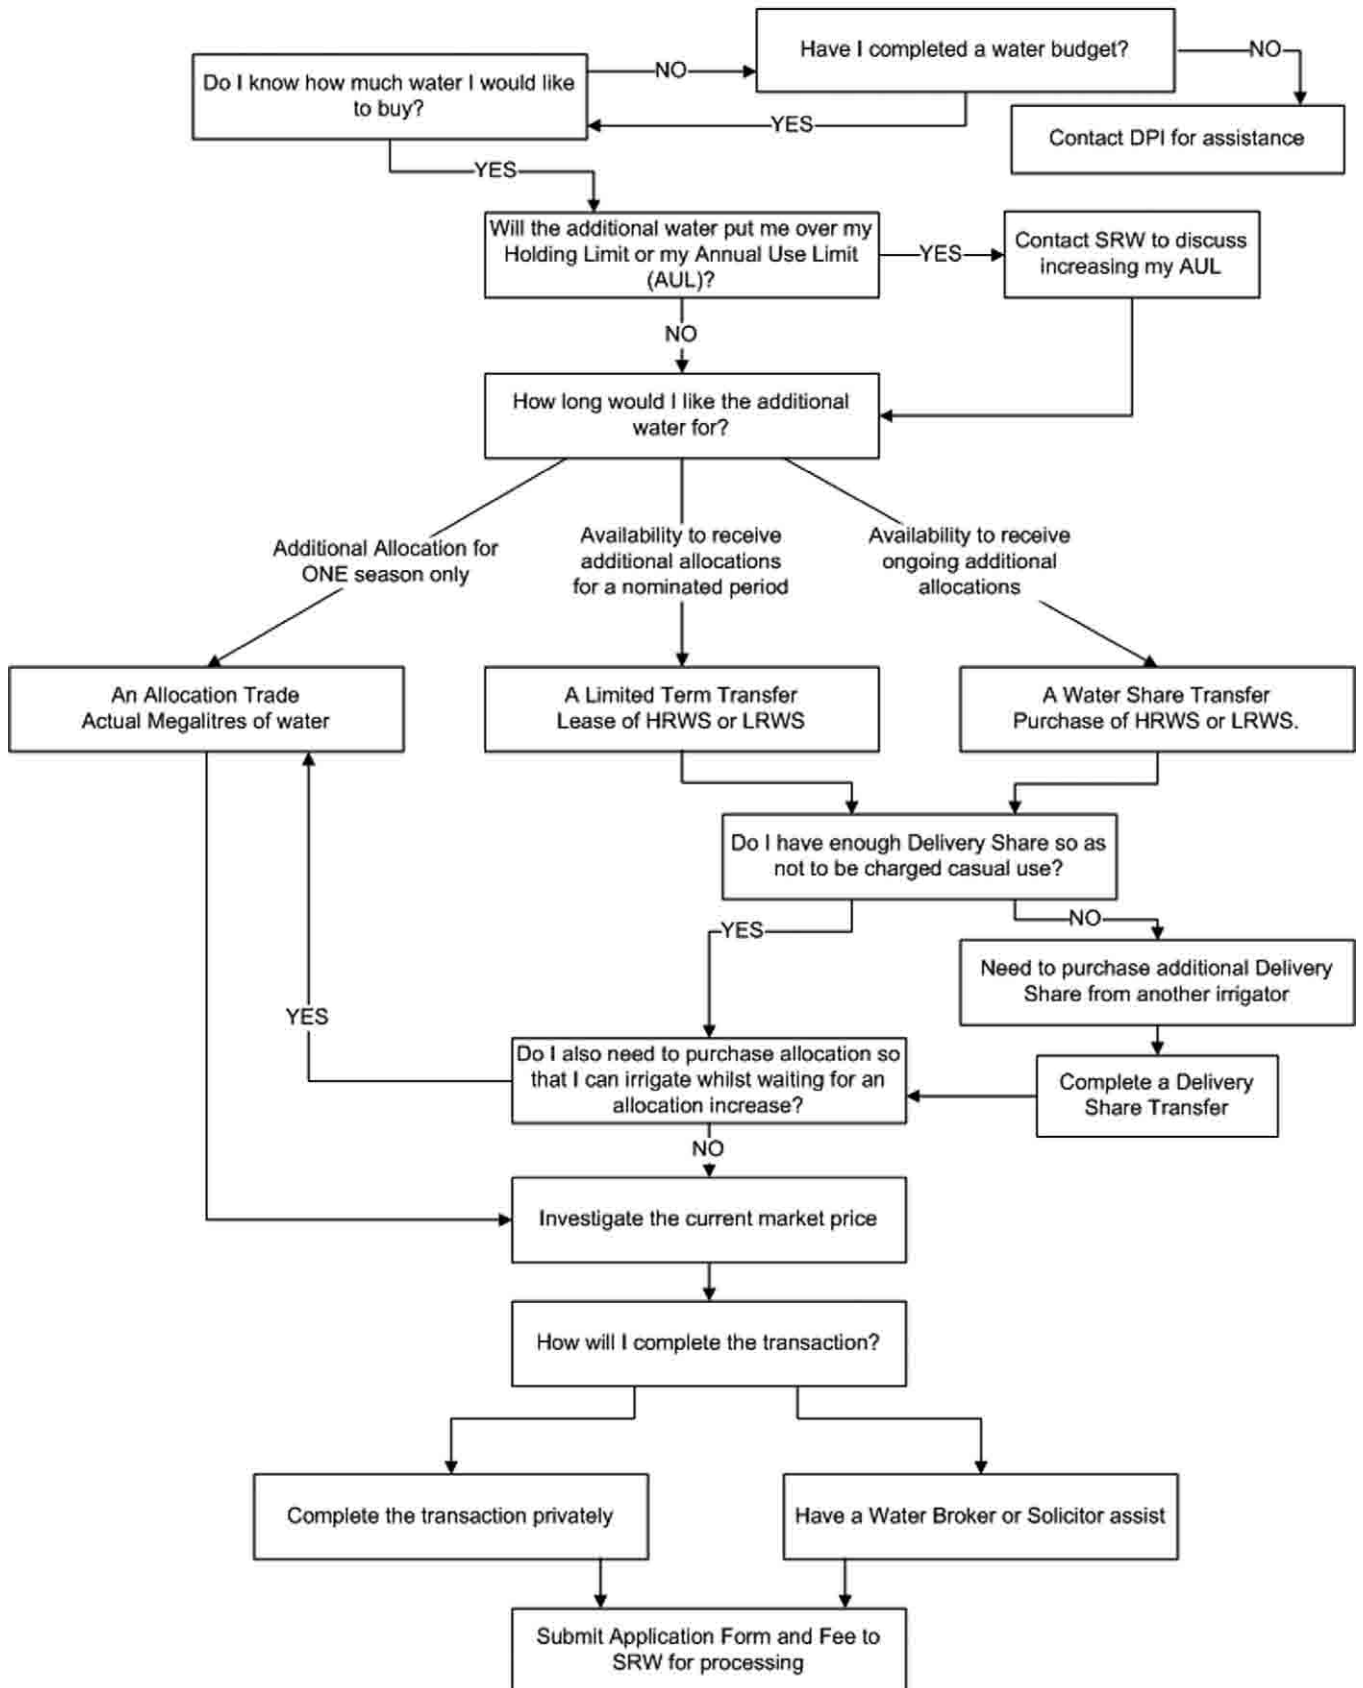 Have I completed a water budget?
NO
Do I know how much water I would like
to buy?
NO
YES
Contact DPI for assistance
YES
Will the additional water put me over my
Holding Limit or my Annual Use Limit
(AUL)?
YES
Contact SRW to discuss
increasing my AUL
NO
How long would I like the additional
water for?
Additional Allocation for
ONE season only
Availability to receive
additional allocations
for a nominated period
Availability to receive
ongoing additional
allocations
An Allocation Trade
Actual Megalitres of water
A Limited Term Transfer
Lease of HRWS or LRWS
A Water Share Transfer
Purchase of HRWS or LRWS.
Do I have enough Delivery Share so as
not to be charged casual use?
YES
NO
Need to purchase additional Delivery
Share from another irrigator
YES
Do I also need to purchase allocation so
that I can irrigate whilst waiting for an
allocation increase?
Complete a Delivery
Share Transfer
NO
Investigate the current market price
How will I complete the transaction?
Complete the transaction privately
Have a Water Broker or Solicitor assist
Submit Application Form and Fee to
SRW for processing